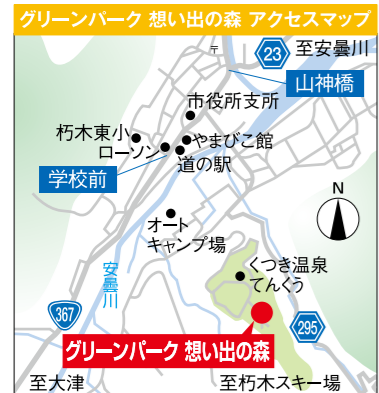 グリーンパーク 想い出の森 アクセスマップ
〒
23
至安曇川
山神橋
市役所支所
朽木東小
やまびこ館
ローソン
道の駅
学校前
N
オート
キャンプ場
くつき温泉
てんくう
安曇川
367
295
グリーンパーク 想い出の森
至大津
至朽木スキー場